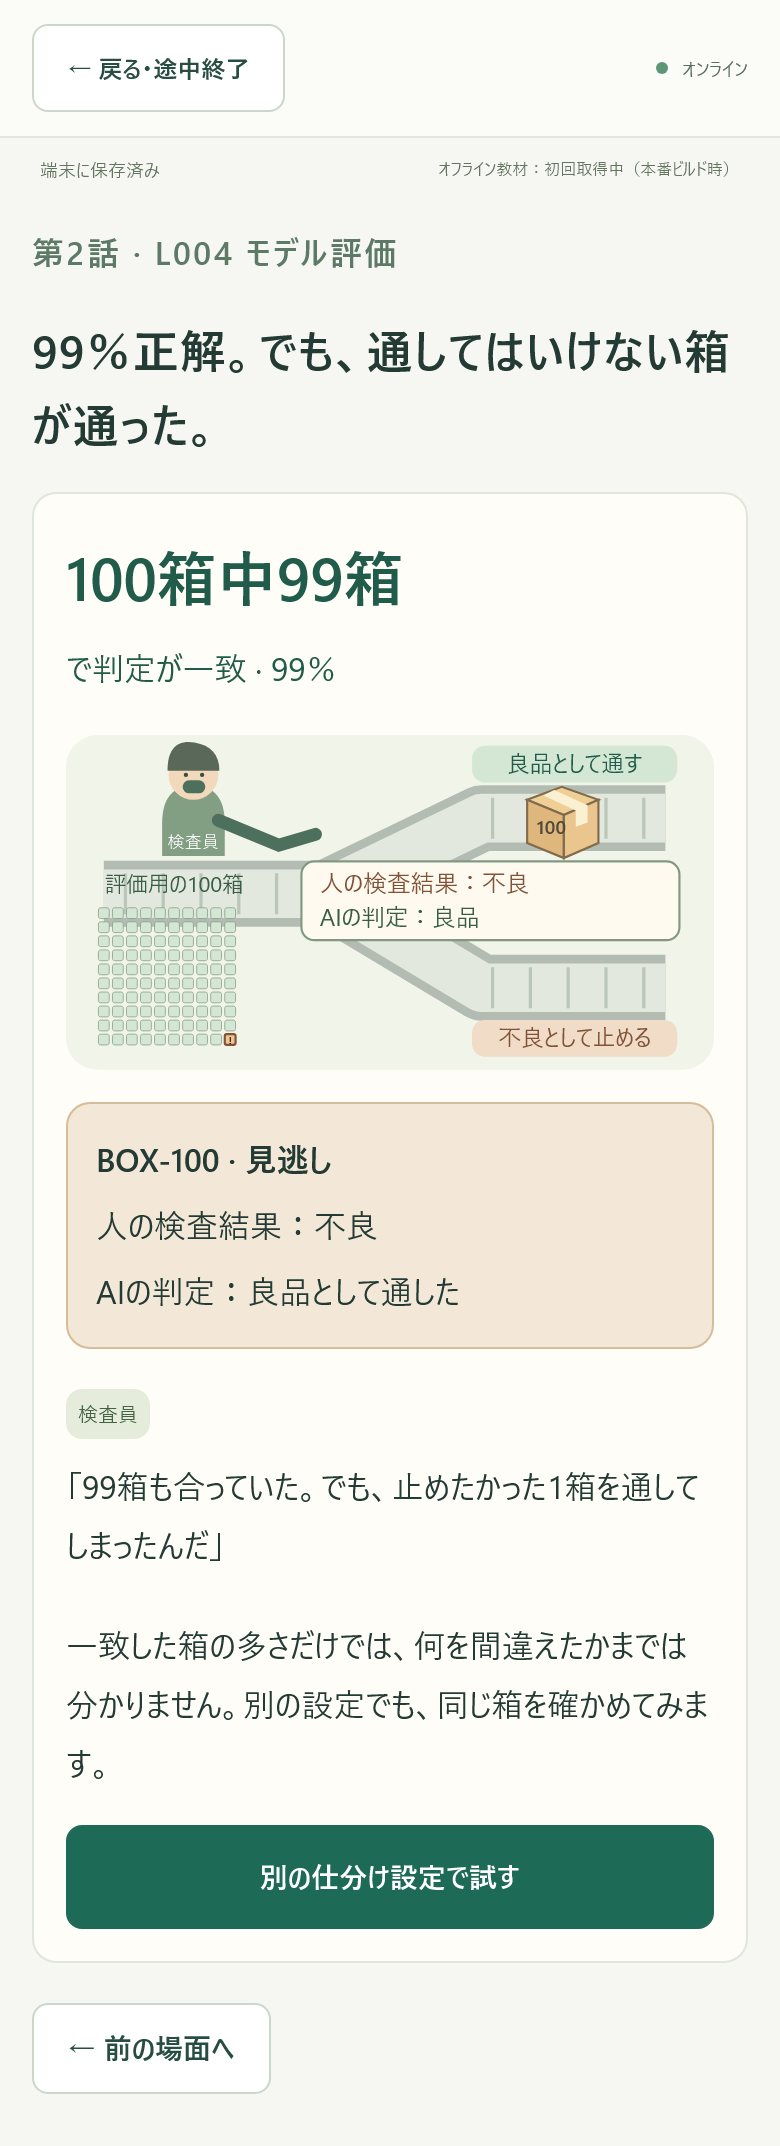 ← 戻る・途中終了
オンライン
端末に保存済み
オフライン教材：初回取得中（本番ビルド時）
第2話 · L004 モデル評価
99％正解。でも、通してはいけない箱
が通った。
100箱中99箱
で判定が一致 · 99％
良品として通す
検査員
100
評価用の100箱
人の検査結果：不良
AIの判定：良品
!
不良として止める
BOX-100 · 見逃し
人の検査結果：不良
AIの判定：良品として通した
検査員
「99箱も合っていた。でも、止めたかった1箱を通して
しまったんだ」
一致した箱の多さだけでは、何を間違えたかまでは
分かりません。別の設定でも、同じ箱を確かめてみま
す。
別の仕分け設定で試す
← 前の場面へ